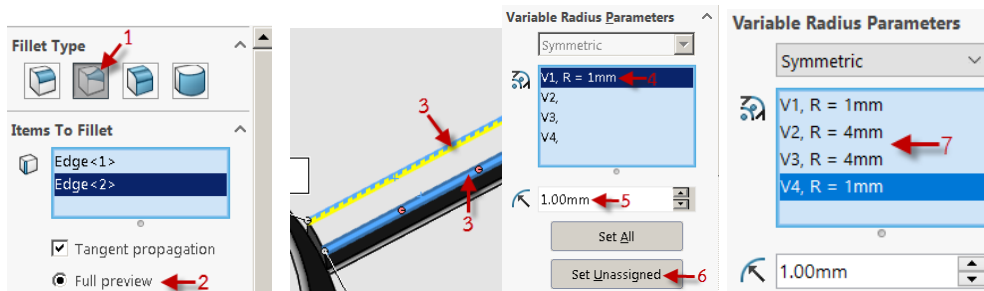 Fillet Type
1
Items To Fillet
Edge<1>
Edge<2>
Tangent propagation
Full preview
2
3
3
Variable Radius Parameters
Symmetric
V1, R = 1mm
4
V2,
V3,
V4,
1.00mm
5
Set All
Set Unassigned
6
Variable Radius Parameters
Symmetric
V1, R = 1mm
V2, R = 4mm
V3, R = 4mm
7
V4, R = 1mm
1.00mm